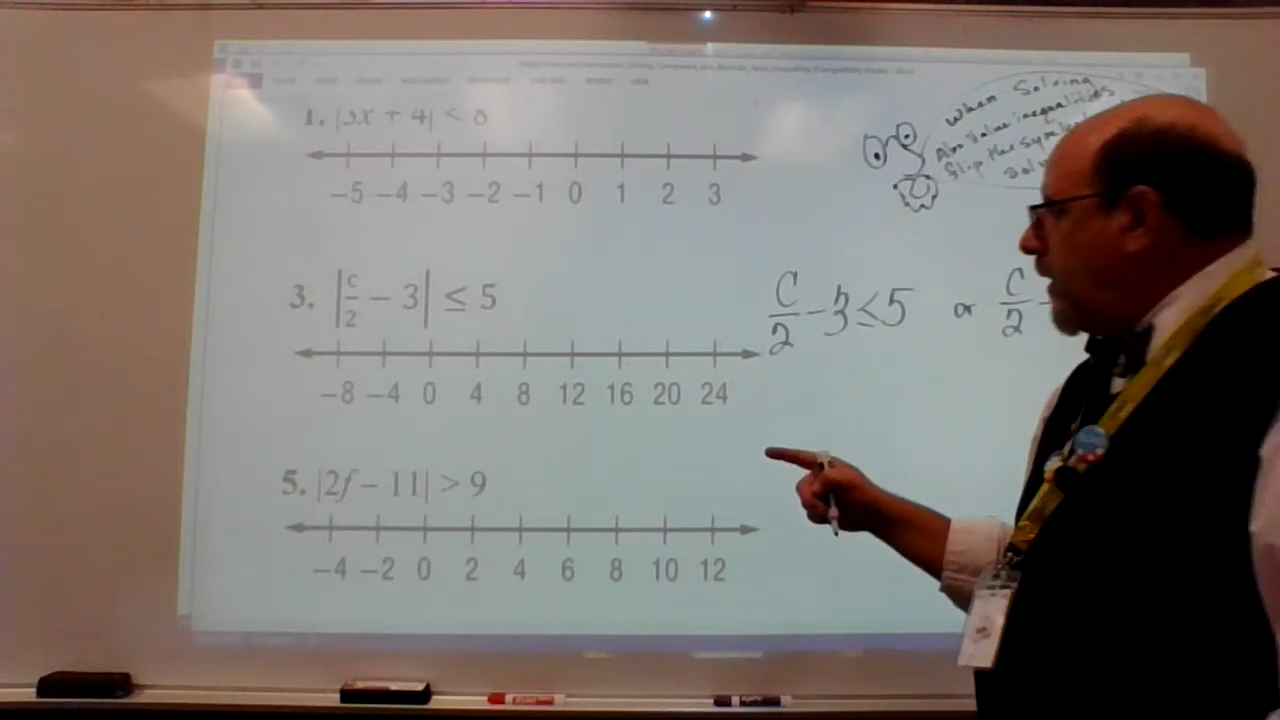 When Solving
Abs Value inequalities
flip the symbol
1. |3x + 4| < 8
−5 −4 −3 −2 −1 0 1 2 3
3. |c/2 − 3| ≤ 5
C/2 −3≤5 or C/2 −
−8 −4 0 4 8 12 16 20 24
5. |2f − 11| > 9
−4 −2 0 2 4 6 8 10 12